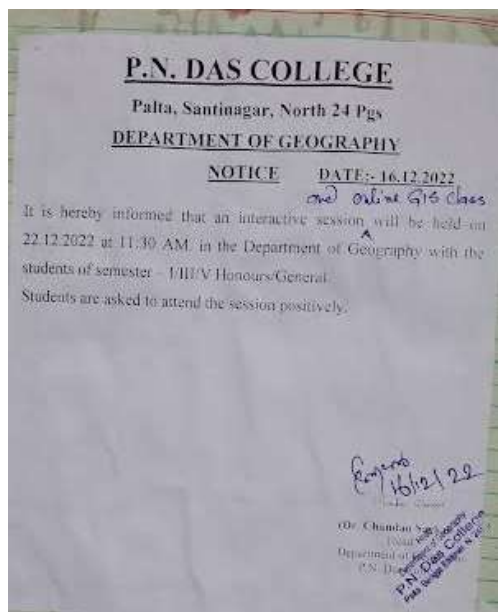 P.N. DAS COLLEGE
Palta, Santinagar, North 24 Pgs
DEPARTMENT OF GEOGRAPHY
NOTICE DATE:- 16.12.2022
and online GIS class
It is hereby informed that an interactive session ^ will be held on
22.12.2022 at 11:30 AM. in the Department of Geography with the
students of semester – I/III/V Honours/General.
Students are asked to attend the session positively.
16/12/22
(Dr. Chandan
Department of
P.N. Das College